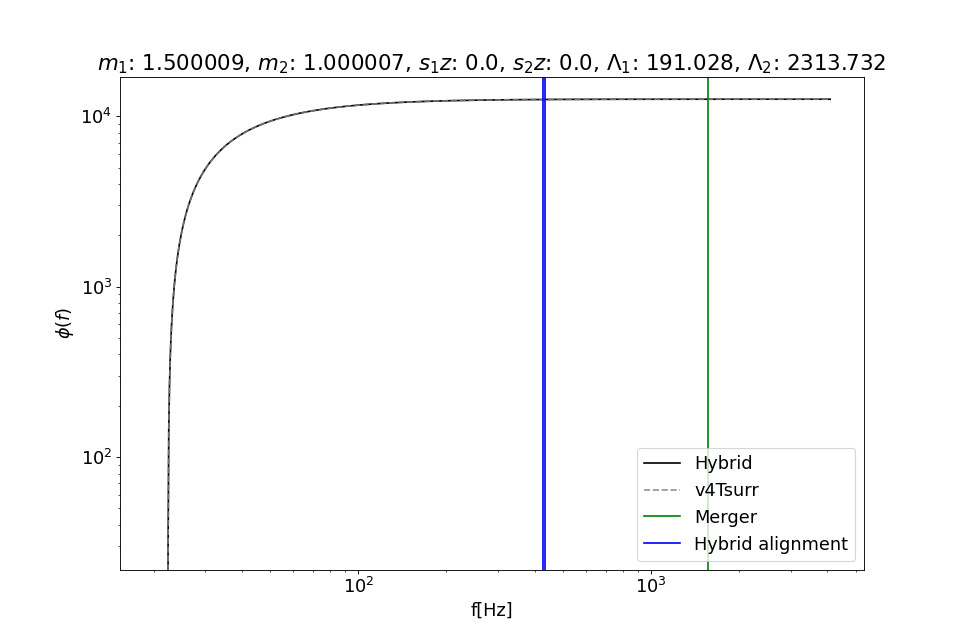 m₁: 1.500009, m₂: 1.000007, s₁z: 0.0, s₂z: 0.0, Λ₁: 191.028, Λ₂: 2313.732
10⁴
10³
10²
ϕ(f)
10²
10³
f[Hz]
Hybrid
v4Tsurr
Merger
Hybrid alignment